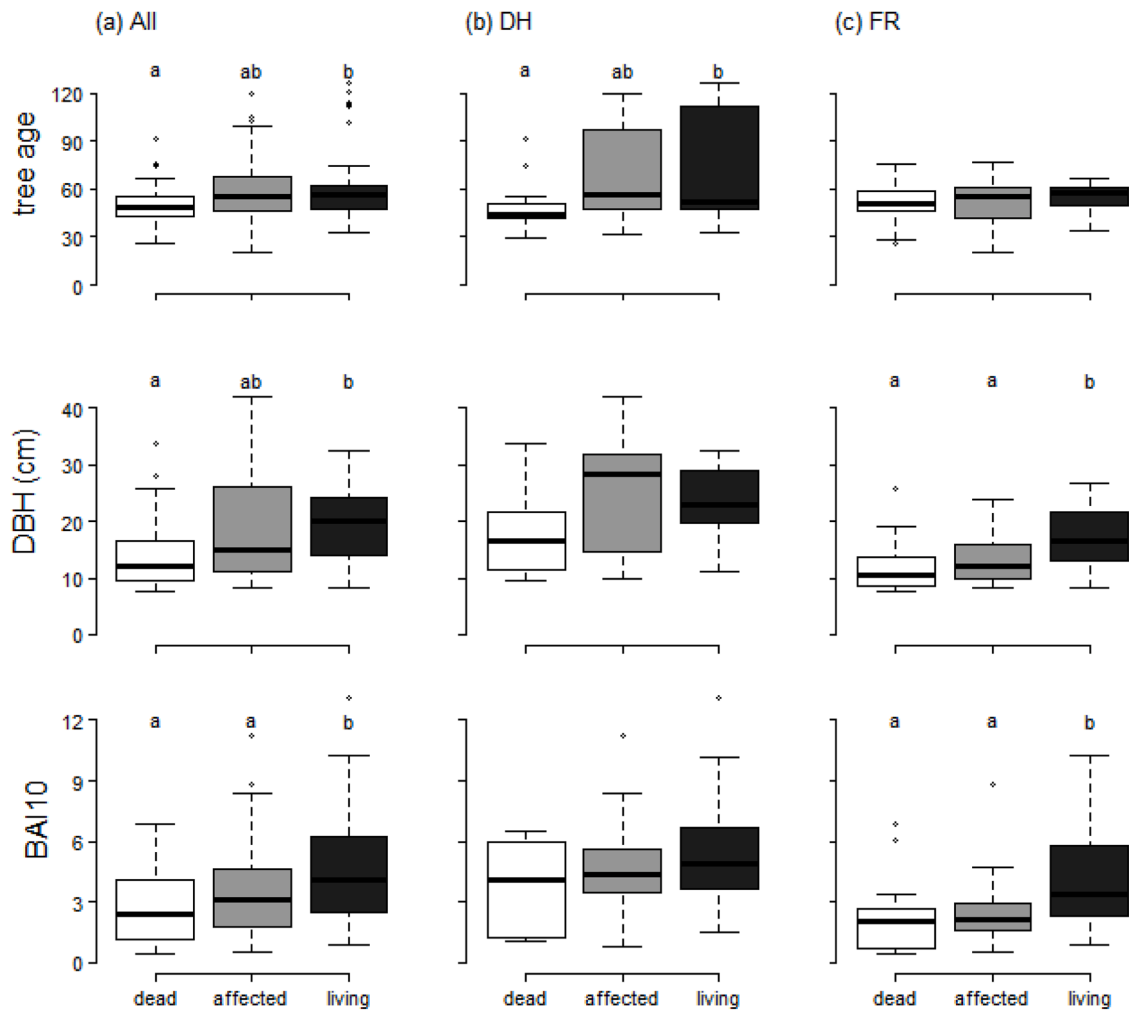 (a) All (b) DH (c) FR
a ab b a ab b
tree age
120
90
60
30
0
a ab b a a b
DBH (cm)
40
30
20
10
0
a a b a a b
BAI10
12
9
6
3
0
dead affected living dead affected living dead affected living